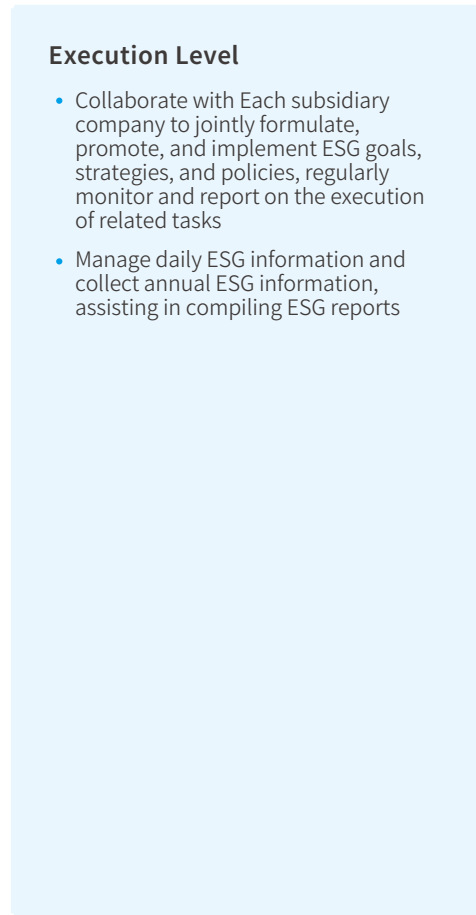 Execution Level
• Collaborate with Each subsidiary
company to jointly formulate,
promote, and implement ESG goals,
strategies, and policies, regularly
monitor and report on the execution
of related tasks
• Manage daily ESG information and
collect annual ESG information,
assisting in compiling ESG reports